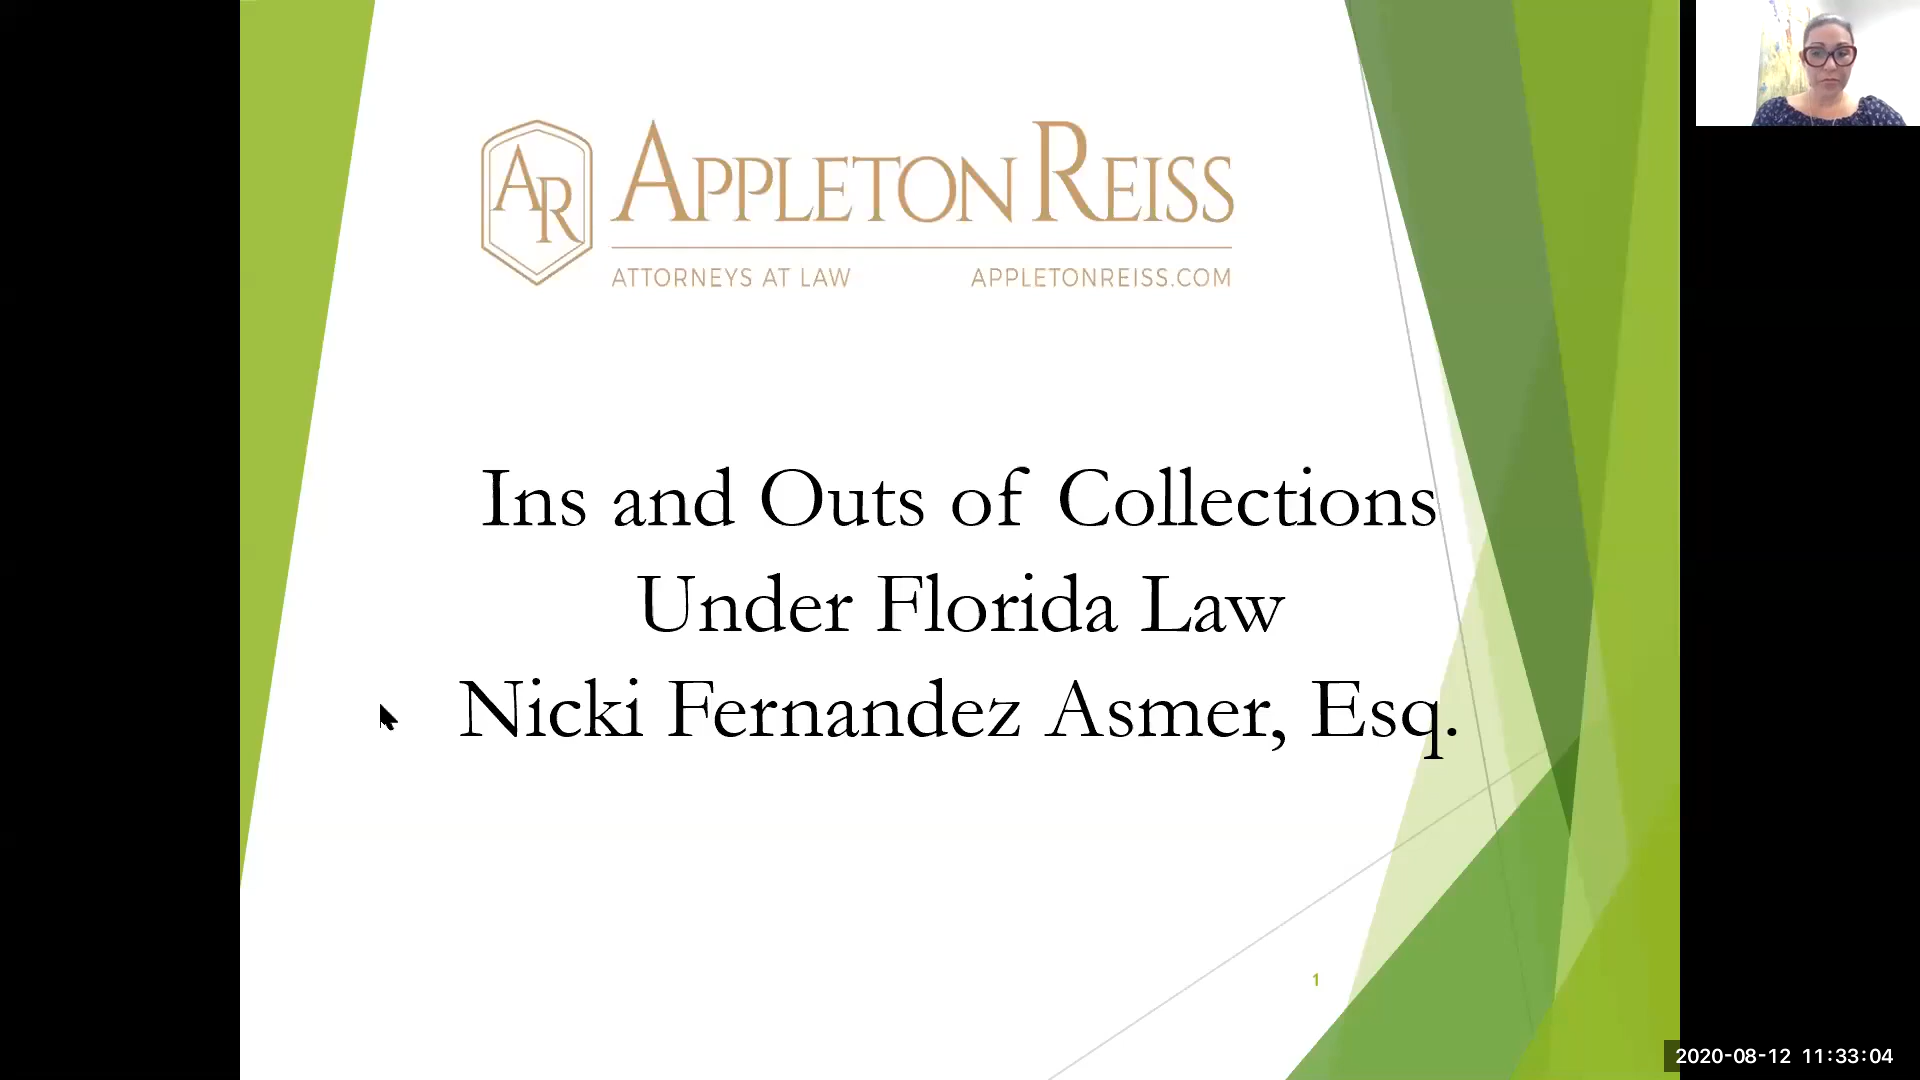 AR APPLETON REISS
ATTORNEYS AT LAW APPLETONREISS.COM
Ins and Outs of Collections
Under Florida Law
Nicki Fernandez Asmer, Esq.
1
2020-08-12 11:33:04